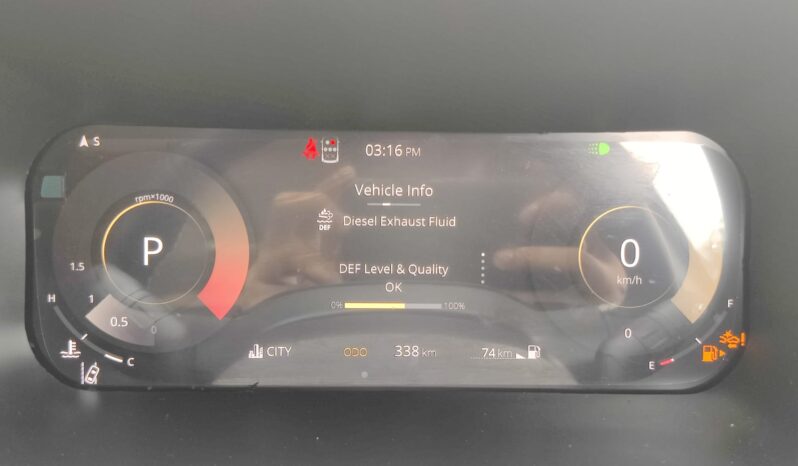 S
03:16 PM
Vehicle Info
rpm×1000
DEF
Diesel Exhaust Fluid
P
0
km/h
1.5
DEF Level & Quality
OK
H
1
0%
100%
F
0.5
0
0
CITY
ODO
338 km
74 km
C
E